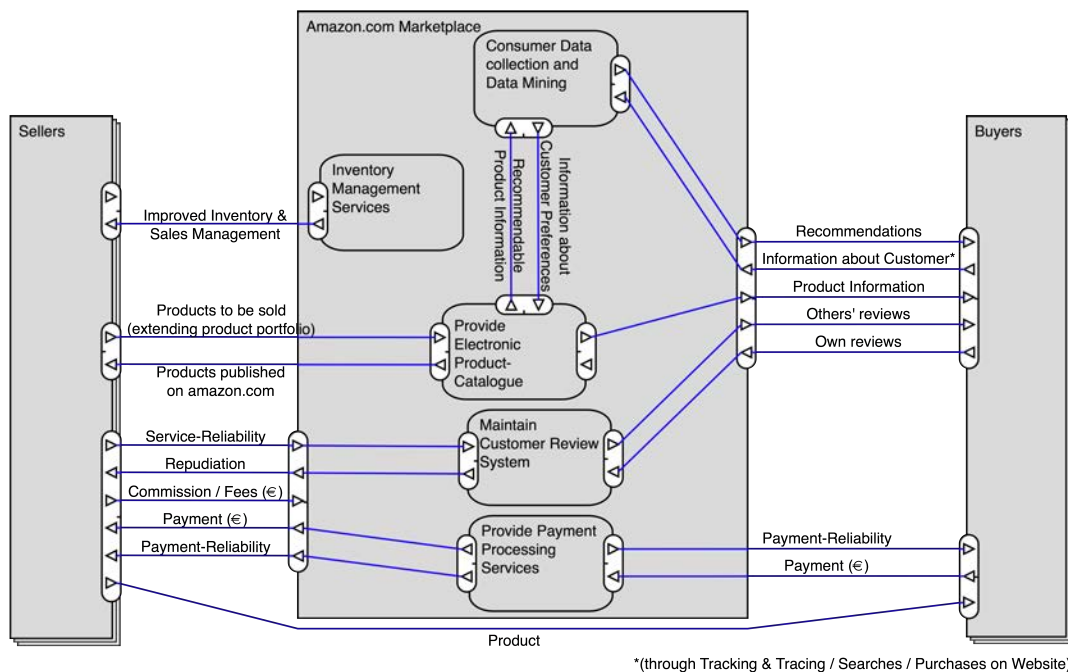 Amazon.com Marketplace
Consumer Data
collection and
Data Mining
Sellers
Buyers
Inventory
Management
Services
Improved Inventory &
Sales Management
Recommendable
Product Information
Information about
Customer Preferences
Recommendations
Information about Customer*
Product Information
Others' reviews
Own reviews
Products to be sold
(extending product portfolio)
Provide
Electronic
Product-
Catalogue
Products published
on amazon.com
Maintain
Customer Review
System
Service-Reliability
Repudiation
Commission / Fees (€)
Payment (€)
Payment-Reliability
Provide Payment
Processing
Services
Payment-Reliability
Payment (€)
Product
*(through Tracking & Tracing / Searches / Purchases on Website)